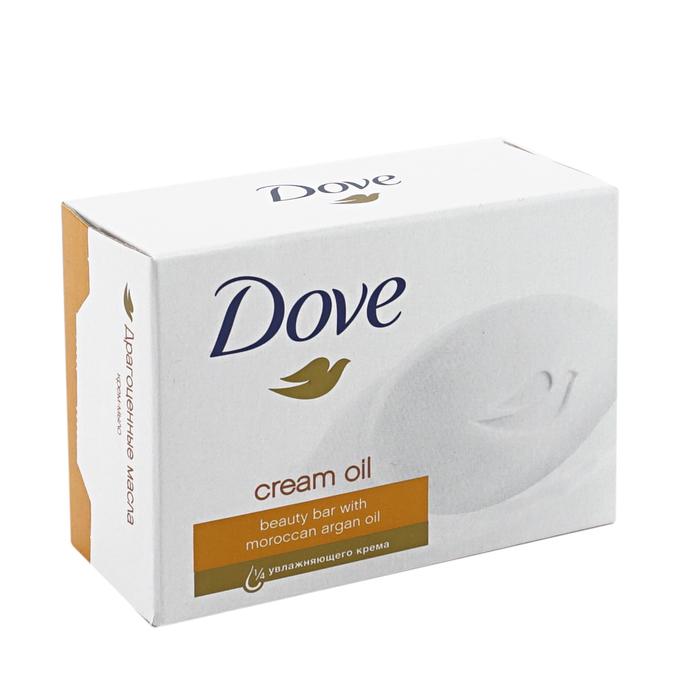 Dove
Dove
cream oil
beauty bar with
moroccan argan oil
1/4 увлажняющего крема
Драгоценные масла
крем-мыло